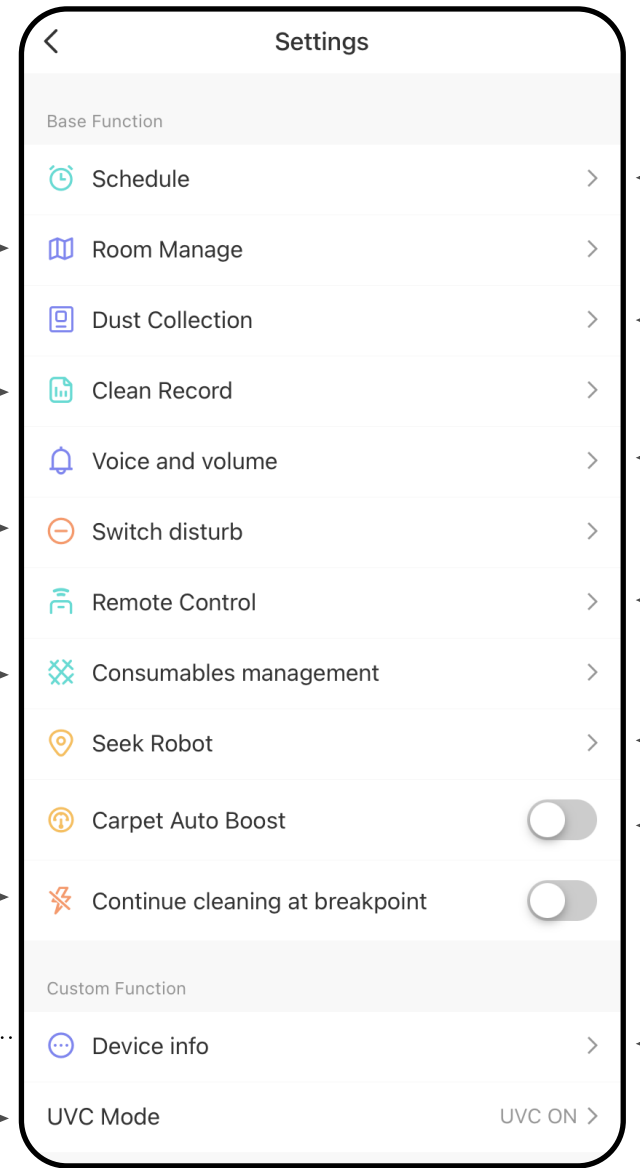 Settings
Base Function
Schedule
Room Manage
Dust Collection
Clean Record
Voice and volume
Switch disturb
Remote Control
Consumables management
Seek Robot
Carpet Auto Boost
Continue cleaning at breakpoint
Custom Function
Device info
UVC Mode UVC ON